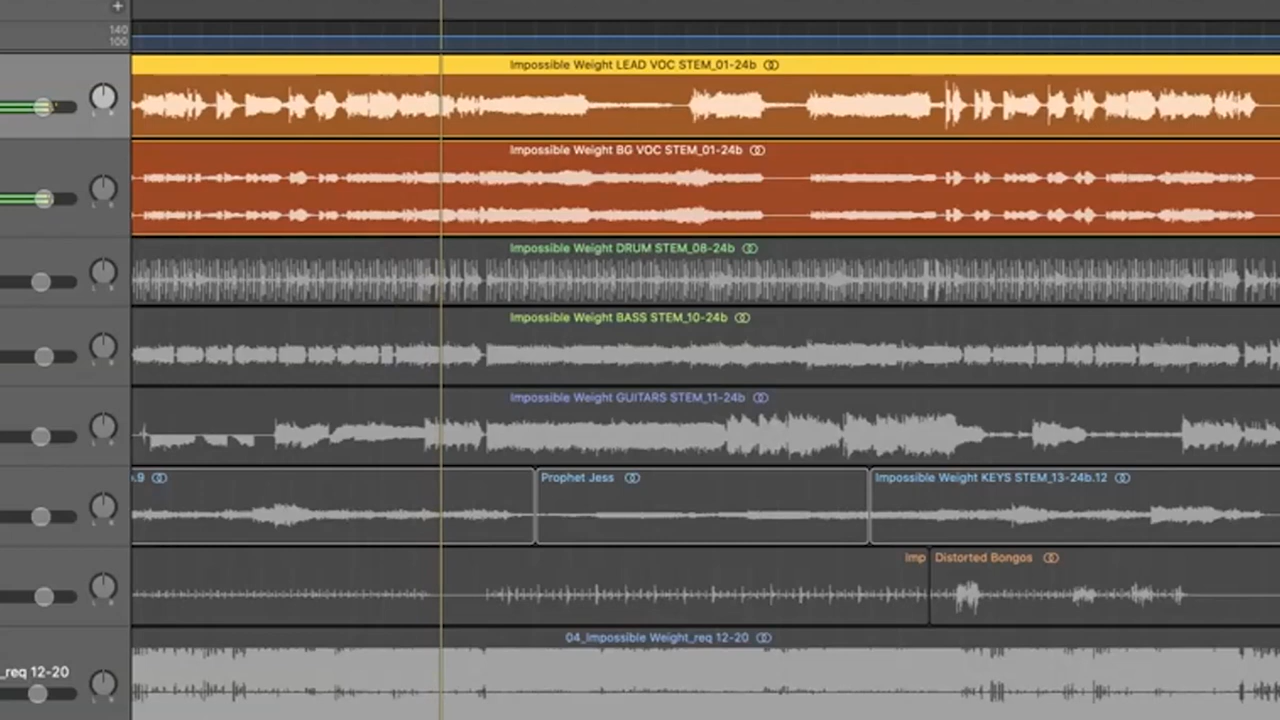 +
140
100
Impossible Weight LEAD VOC STEM_01-24b
Impossible Weight BG VOC STEM_01-24b
Impossible Weight DRUM STEM_08-24b
Impossible Weight BASS STEM_10-24b
Impossible Weight GUITARS STEM_11-24b
.9
Prophet Jess
Impossible Weight KEYS STEM_13-24b.12
Imp
Distorted Bongos
04_Impossible Weight_req 12-20
_req 12-20